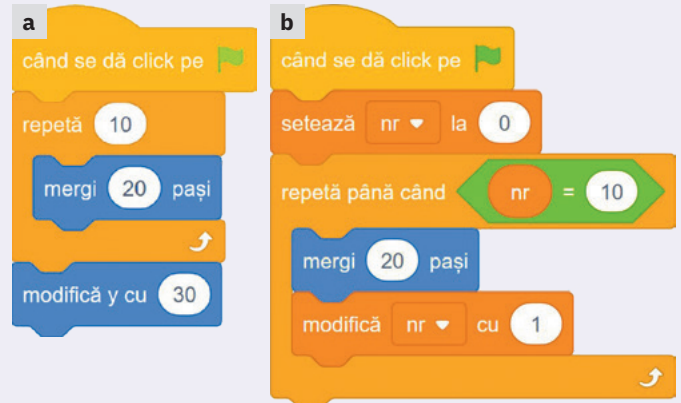 a
când se dă click pe
repetă 10
mergi 20 pași
modifică y cu 30
b
când se dă click pe
setează nr la 0
repetă până când nr = 10
mergi 20 pași
modifică nr cu 1